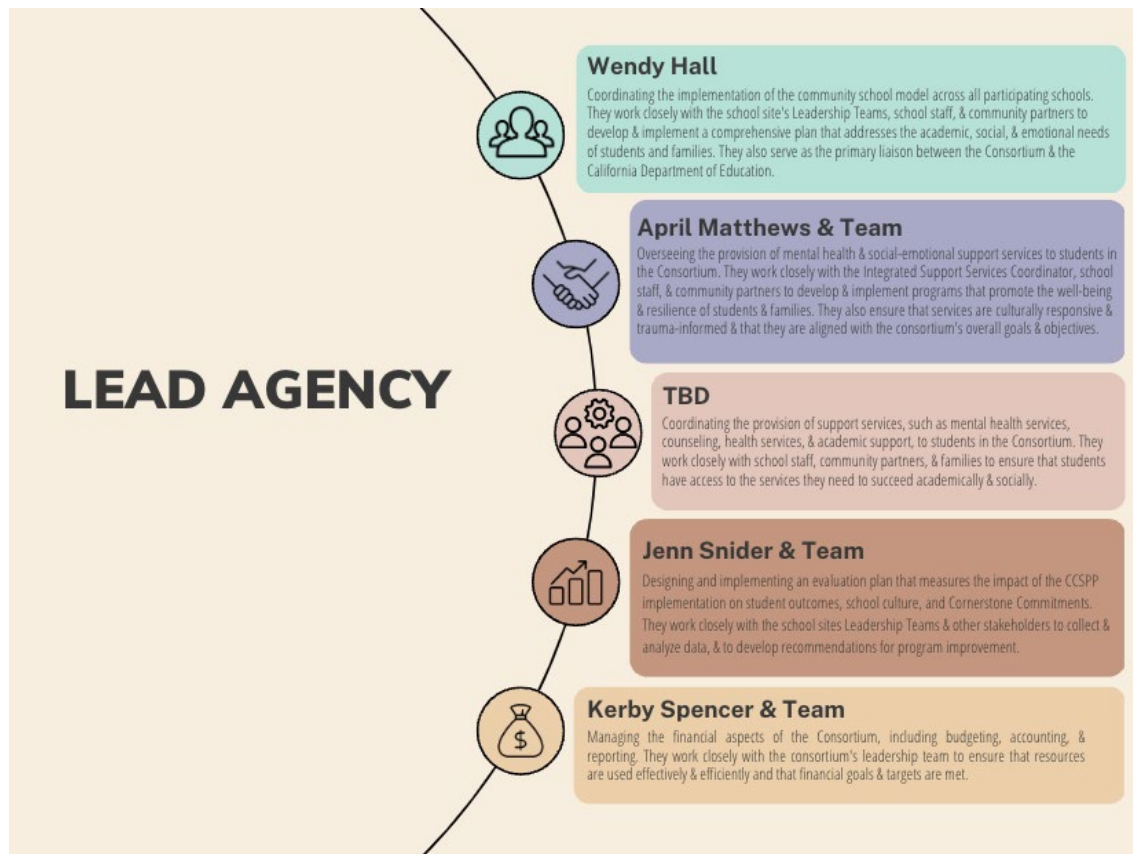 LEAD AGENCY
Wendy Hall
Coordinating the implementation of the community school model across all participating schools.
They work closely with the school site's Leadership Teams, school staff, & community partners to
develop & implement a comprehensive plan that addresses the academic, social, & emotional needs
of students and families. They also serve as the primary liaison between the Consortium & the
California Department of Education.
April Matthews & Team
Overseeing the provision of mental health & social-emotional support services to students in
the Consortium. They work closely with the Integrated Support Services Coordinator, school
staff, & community partners to develop & implement programs that promote the well-being
& resilience of students & families. They also ensure that services are culturally responsive &
trauma-informed & that they are aligned with the consortium's overall goals & objectives.
TBD
Coordinating the provision of support services, such as mental health services,
counseling, health services, & academic support, to students in the Consortium. They
work closely with school staff, community partners, & families to ensure that students
have access to the services they need to succeed academically & socially.
Jenn Snider & Team
Designing and implementing an evaluation plan that measures the impact of the CCSPP
implementation on student outcomes, school culture, and Cornerstone Commitments.
They work closely with the school sites Leadership Teams & other stakeholders to collect &
analyze data, & to develop recommendations for program improvement.
$
Kerby Spencer & Team
Managing the financial aspects of the Consortium, including budgeting, accounting, &
reporting. They work closely with the consortium's leadership team to ensure that resources
are used effectively & efficiently and that financial goals & targets are met.